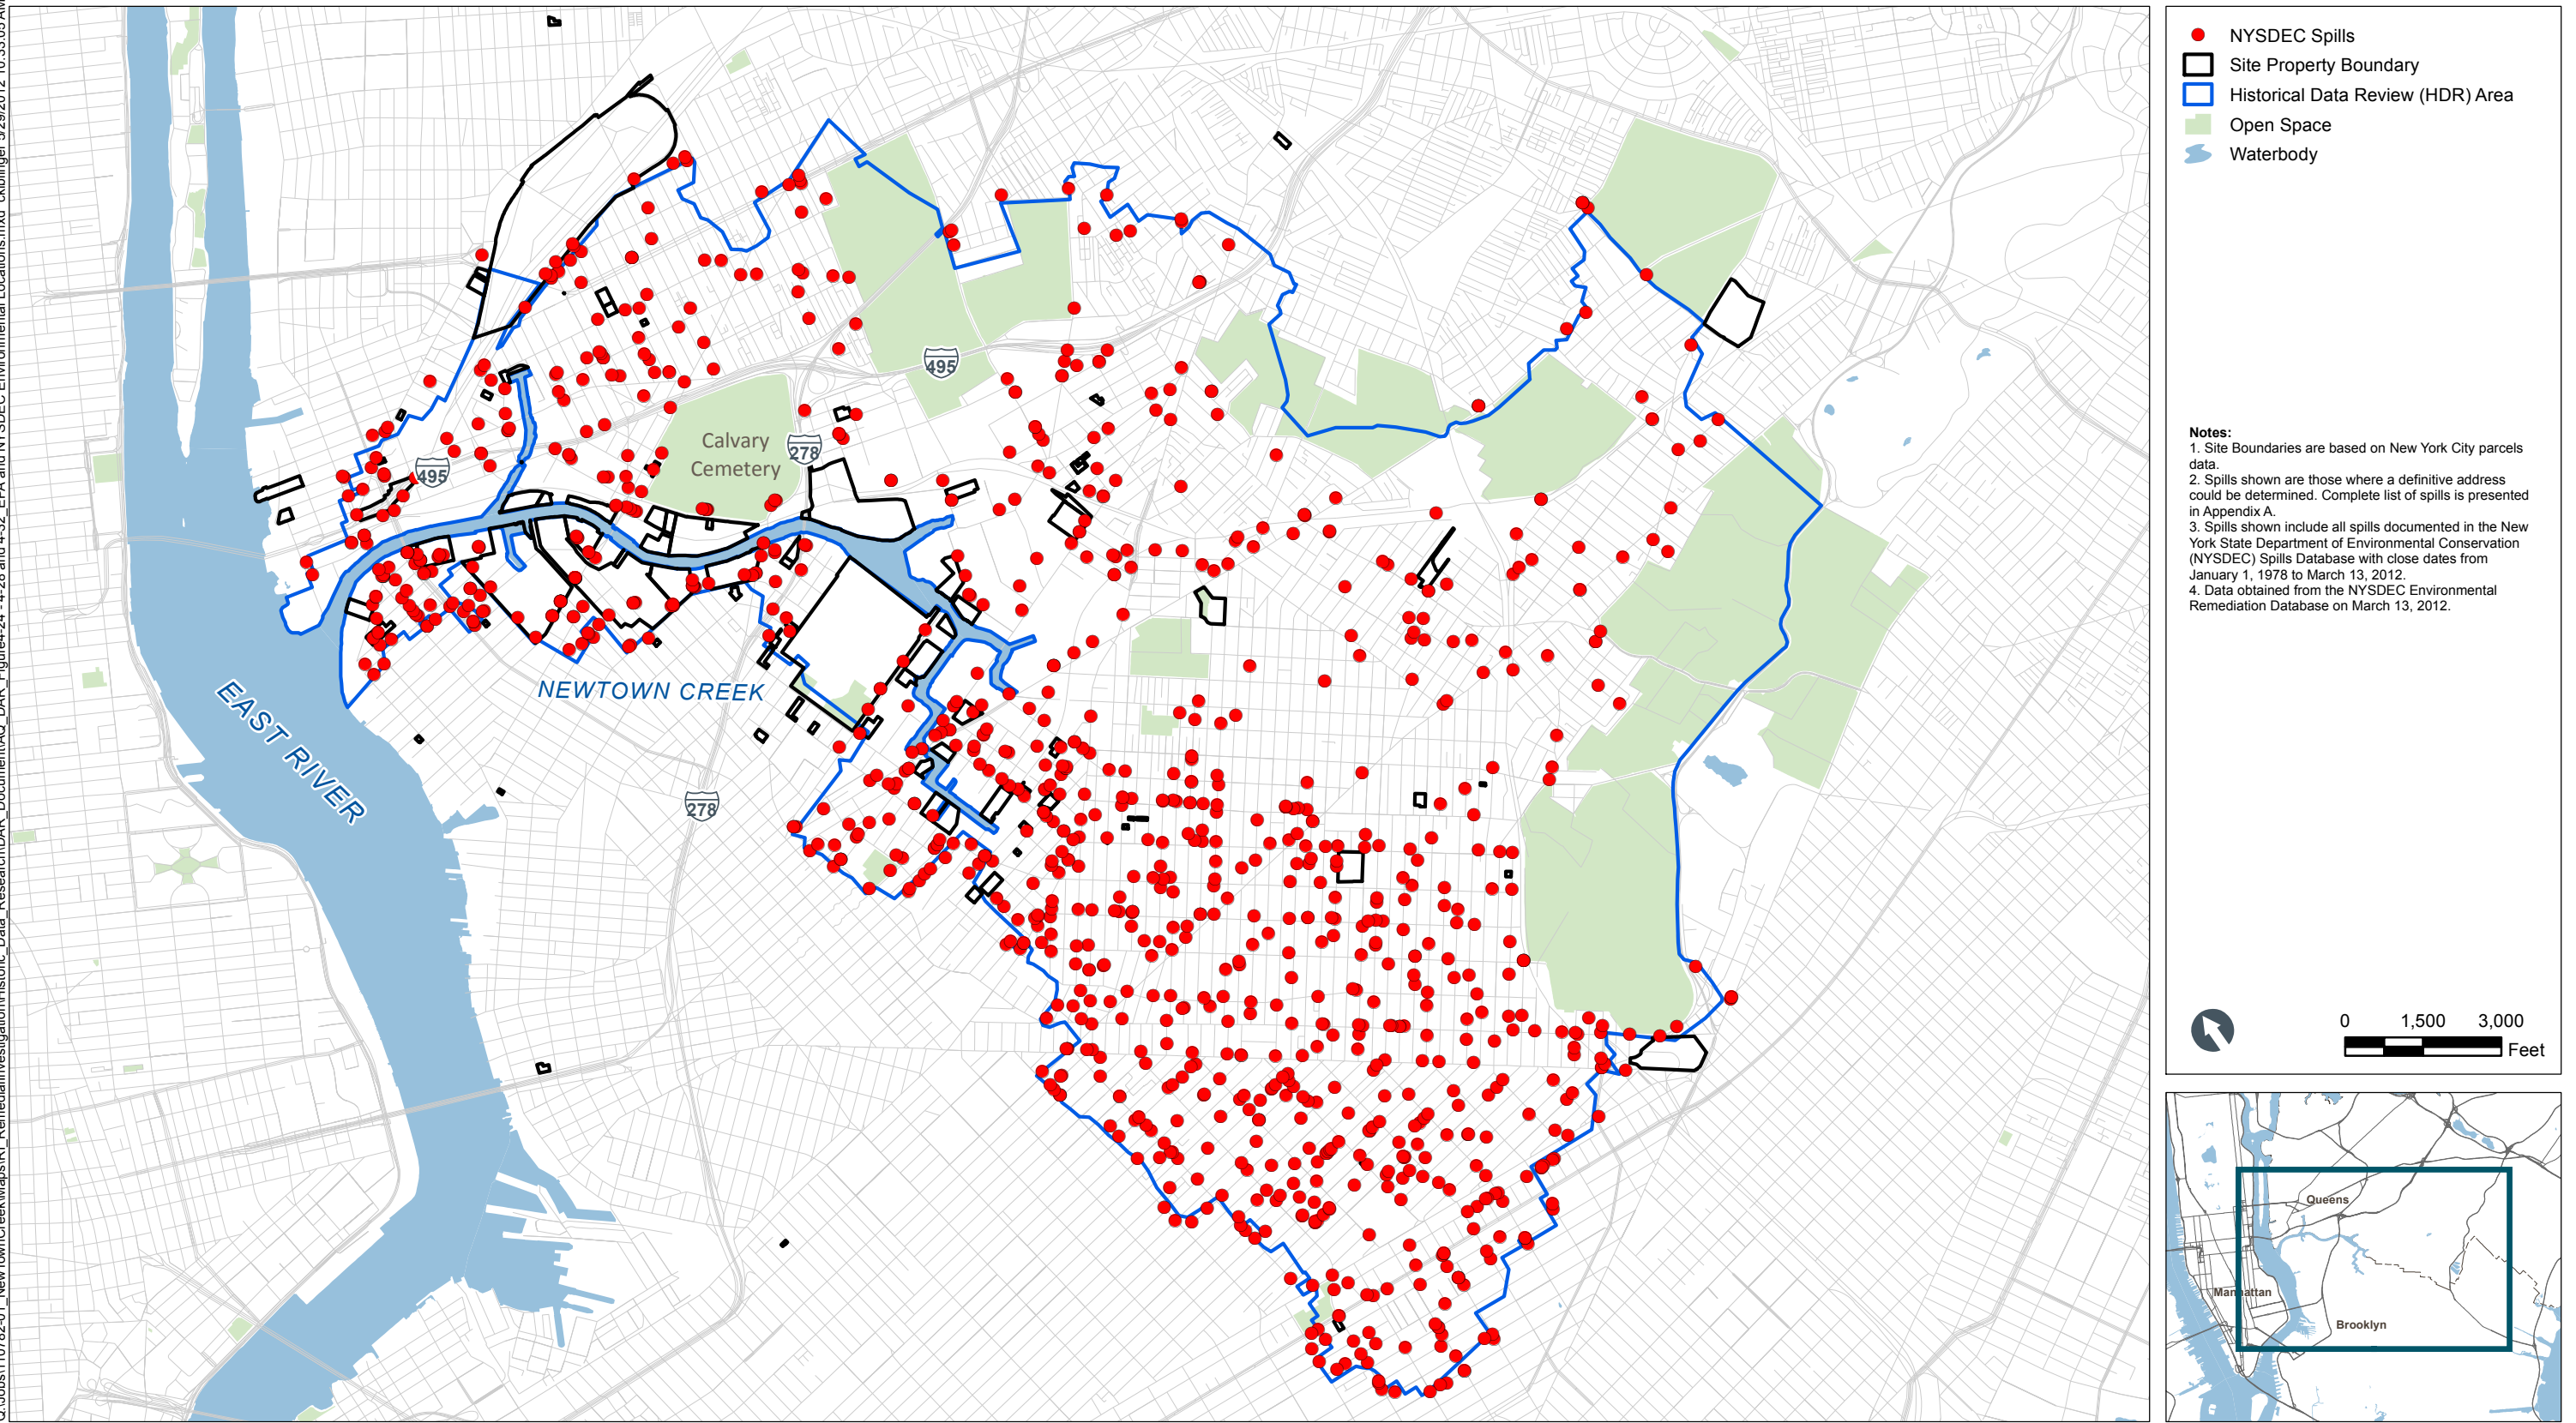 NYSDEC Spills
Site Property Boundary
Historical Data Review (HDR) Area
Open Space
Waterbody
495
Calvary
Cemetery
278
495
NEWTOWN CREEK
EAST RIVER
278
Notes:
1. Site Boundaries are based on New York City parcels
data.
2. Spills shown are those where a definitive address
could be determined. Complete list of spills is presented
in Appendix A.
3. Spills shown include all spills documented in the New
York State Department of Environmental Conservation
(NYSDEC) Spills Database with close dates from
January 1, 1978 to March 13, 2012.
4. Data obtained from the NYSDEC Environmental
Remediation Database on March 13, 2012.
0 1,500 3,000
Feet
Queens
Manhattan
Brooklyn